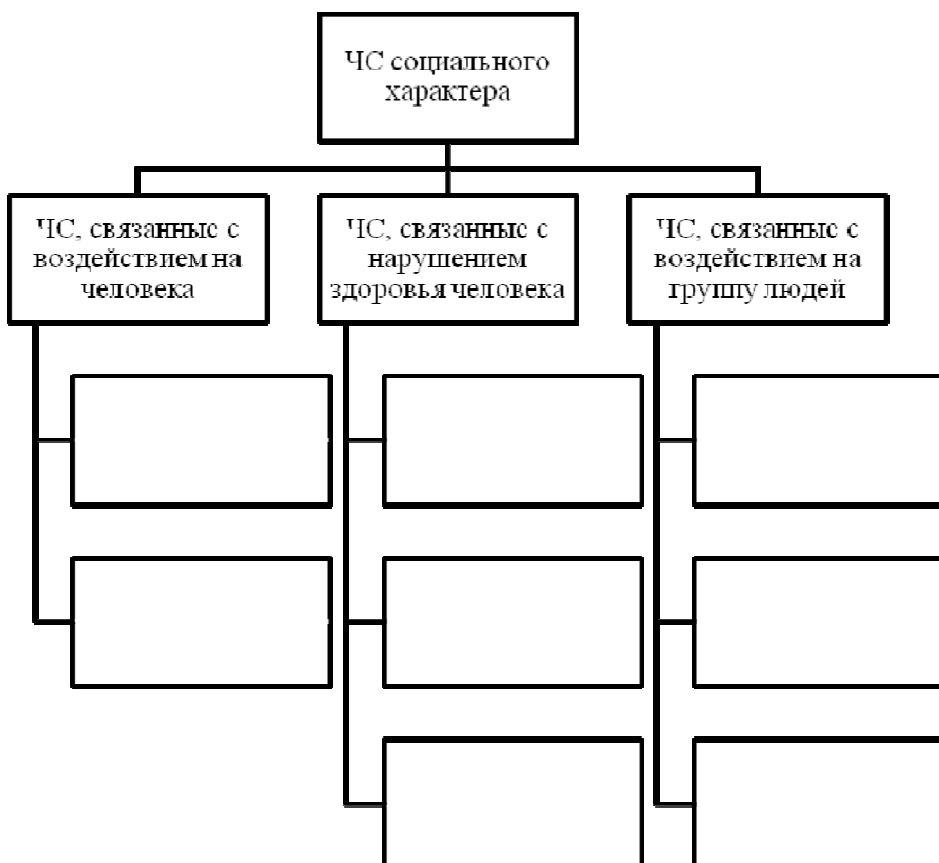 ЧС социального
характера
ЧС, связанные с
воздействием на
человека
ЧС, связанные с
нарушением
здоровья человека
ЧС, связанные с
воздействием на
группу людей